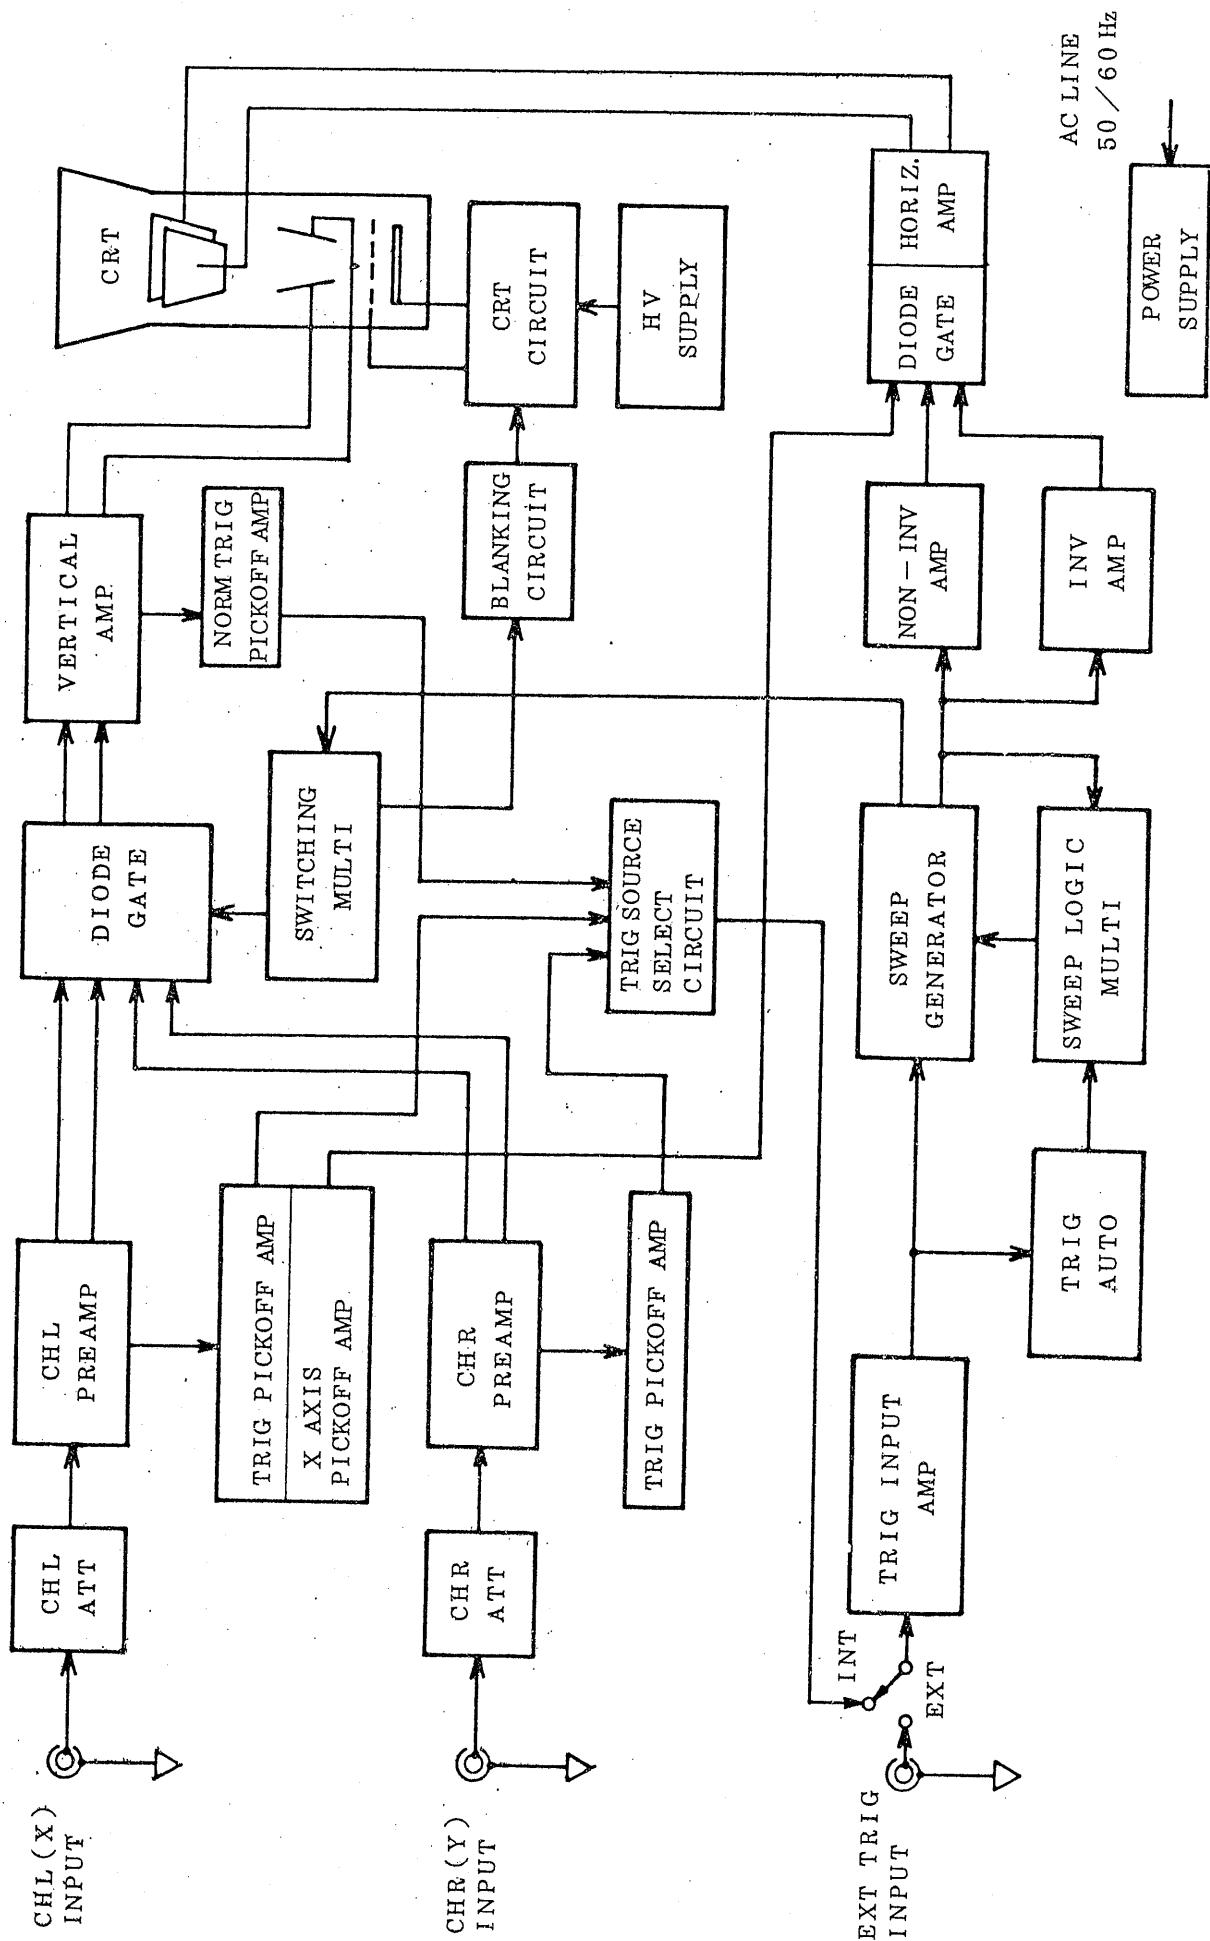 CHL(X)
INPUT
CHL
ATT
CHL
PREAMP
DIODE
GATE
VERTICAL
AMP.
CRT
TRIG PICKOFF AMP
X AXIS
PICKOFF AMP
SWITCHING
MULTI
NORM TRIG
PICKOFF AMP
CHR(Y)
INPUT
CHR
ATT
CHR
PREAMP
TRIG PICKOFF AMP
TRIG SOURCE
SELECT
CIRCUIT
BLANKING
CIRCUIT
CRT
CIRCUIT
HV
SUPPLY
EXT TRIG
INPUT
INT
EXT
TRIG INPUT
AMP
TRIG
AUTO
SWEEP
GENERATOR
SWEEP LOGIC
MULTI
NON-INV
AMP
INV
AMP
DIODE
GATE
HORIZ.
AMP
POWER
SUPPLY
AC LINE
50/60Hz